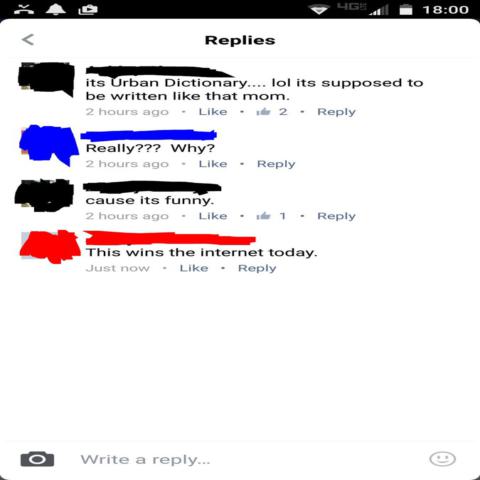 4G 18:00
Replies
its Urban Dictionary.... lol its supposed to
be written like that mom.
2 hours ago • Like • 2 • Reply
Really??? Why?
2 hours ago • Like • Reply
cause its funny.
2 hours ago • Like • 1 • Reply
This wins the internet today.
Just now • Like • Reply
Write a reply...